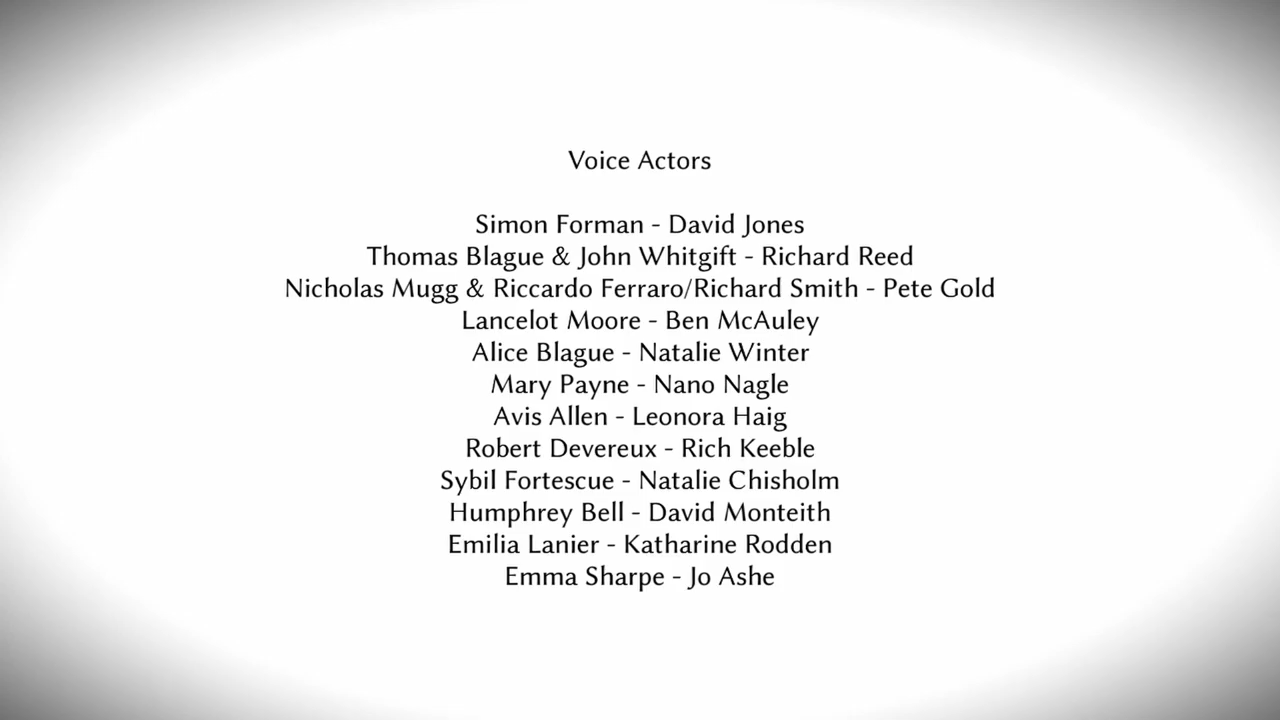 Voice Actors
Simon Forman - David Jones
Thomas Blague & John Whitgift - Richard Reed
Nicholas Mugg & Riccardo Ferraro/Richard Smith - Pete Gold
Lancelot Moore - Ben McAuley
Alice Blague - Natalie Winter
Mary Payne - Nano Nagle
Avis Allen - Leonora Haig
Robert Devereux - Rich Keeble
Sybil Fortescue - Natalie Chisholm
Humphrey Bell - David Monteith
Emilia Lanier - Katharine Rodden
Emma Sharpe - Jo Ashe